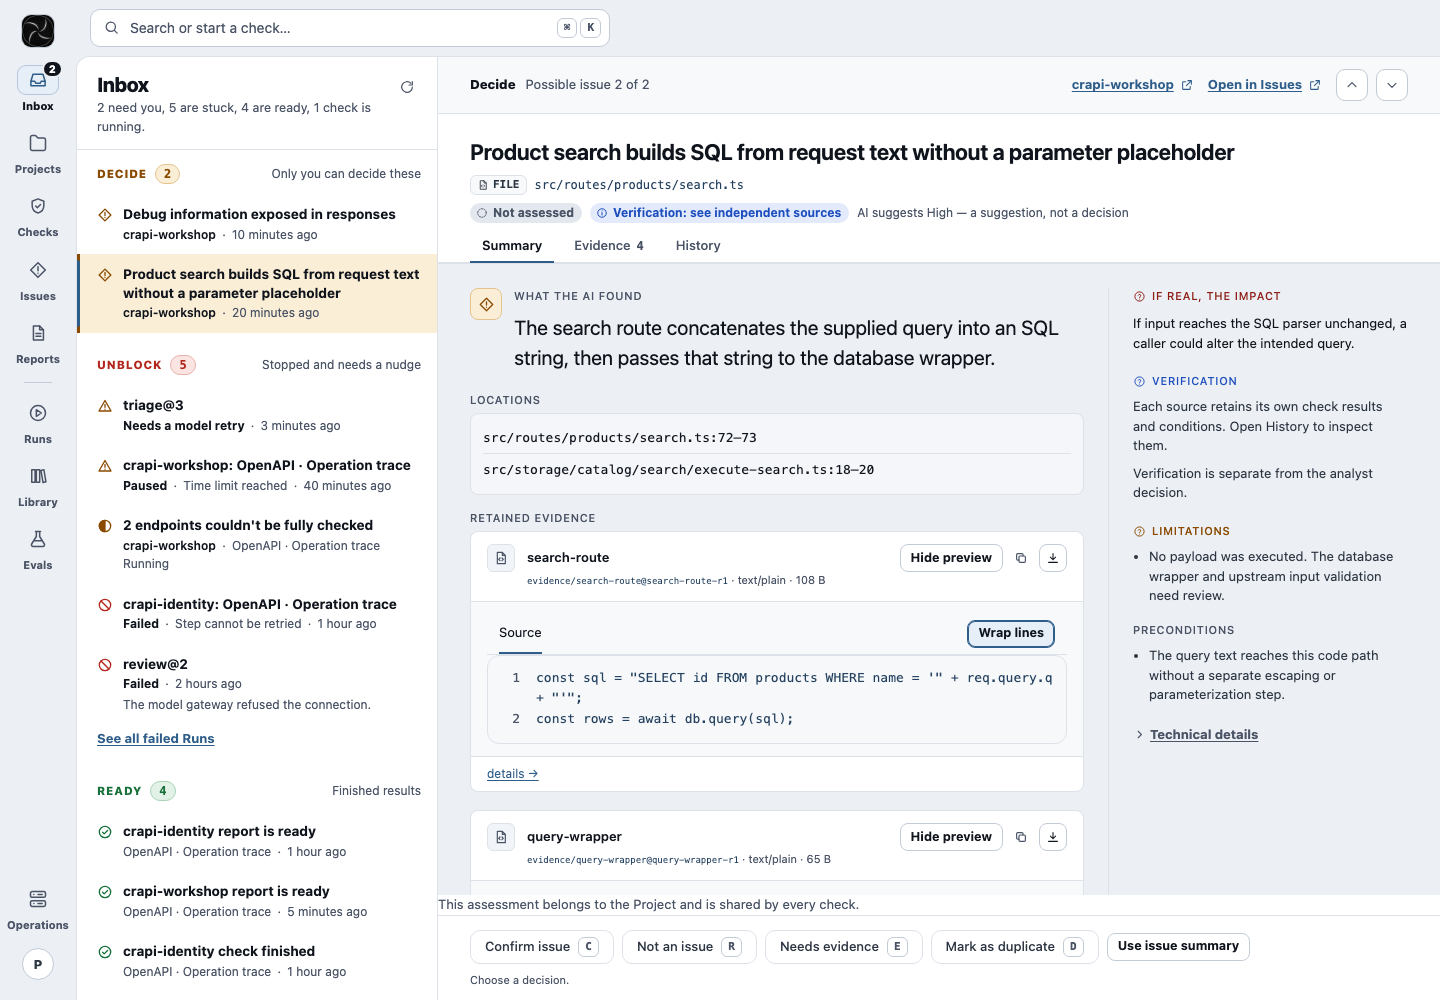 Search or start a check...
⌘ K
2
Inbox
Projects
Checks
Issues
Reports
Runs
Library
Evals
Operations
P
Inbox
2 need you, 5 are stuck, 4 are ready, 1 check is
running.
DECIDE 2 Only you can decide these
Debug information exposed in responses
crapi-workshop · 10 minutes ago
Product search builds SQL from request text
without a parameter placeholder
crapi-workshop · 20 minutes ago
UNBLOCK 5 Stopped and needs a nudge
triage@3
Needs a model retry · 3 minutes ago
crapi-workshop: OpenAPI · Operation trace
Paused · Time limit reached · 40 minutes ago
2 endpoints couldn't be fully checked
crapi-workshop · OpenAPI · Operation trace
Running
crapi-identity: OpenAPI · Operation trace
Failed · Step cannot be retried · 1 hour ago
review@2
Failed · 2 hours ago
The model gateway refused the connection.
See all failed Runs
READY 4 Finished results
crapi-identity report is ready
OpenAPI · Operation trace · 1 hour ago
crapi-workshop report is ready
OpenAPI · Operation trace · 5 minutes ago
crapi-identity check finished
OpenAPI · Operation trace · 1 hour ago
Decide Possible issue 2 of 2
crapi-workshop Open in Issues
Product search builds SQL from request text without a parameter placeholder
FILE src/routes/products/search.ts
Not assessed Verification: see independent sources AI suggests High — a suggestion, not a decision
Summary Evidence 4 History
WHAT THE AI FOUND
The search route concatenates the supplied query into an SQL
string, then passes that string to the database wrapper.
LOCATIONS
src/routes/products/search.ts:72–73
src/storage/catalog/search/execute-search.ts:18–20
RETAINED EVIDENCE
search-route
Hide preview
evidence/search-route@search-route-r1 · text/plain · 108 B
Source
Wrap lines
1 const sql = "SELECT id FROM products WHERE name = '" + req.query.q
+ "'";
2 const rows = await db.query(sql);
details →
query-wrapper
Hide preview
evidence/query-wrapper@query-wrapper-r1 · text/plain · 65 B
IF REAL, THE IMPACT
If input reaches the SQL parser unchanged, a
caller could alter the intended query.
VERIFICATION
Each source retains its own check results
and conditions. Open History to inspect
them.
Verification is separate from the analyst
decision.
LIMITATIONS
• No payload was executed. The database
wrapper and upstream input validation
need review.
PRECONDITIONS
• The query text reaches this code path
without a separate escaping or
parameterization step.
Technical details
This assessment belongs to the Project and is shared by every check.
Confirm issue C
Not an issue R
Needs evidence E
Mark as duplicate D
Use issue summary
Choose a decision.